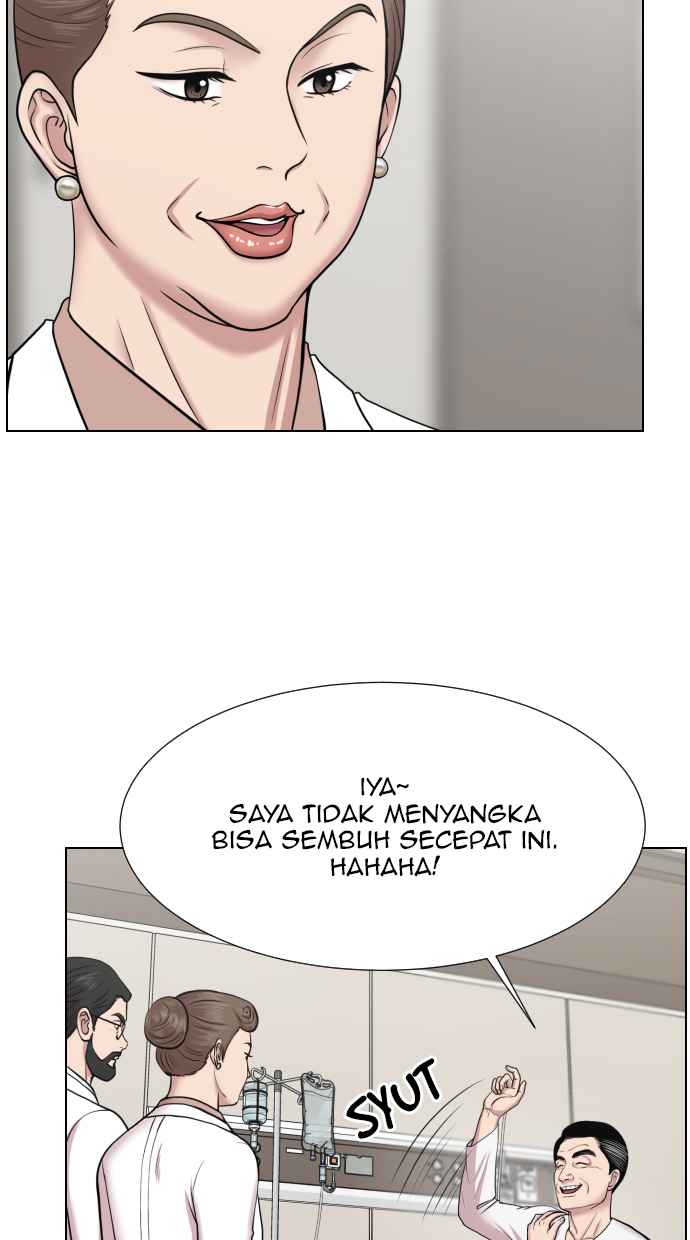 IYA~
SAYA TIDAK MENYANGKA
BISA SEMBUH SECEPAT INI.
HAHAHA!
SYUT